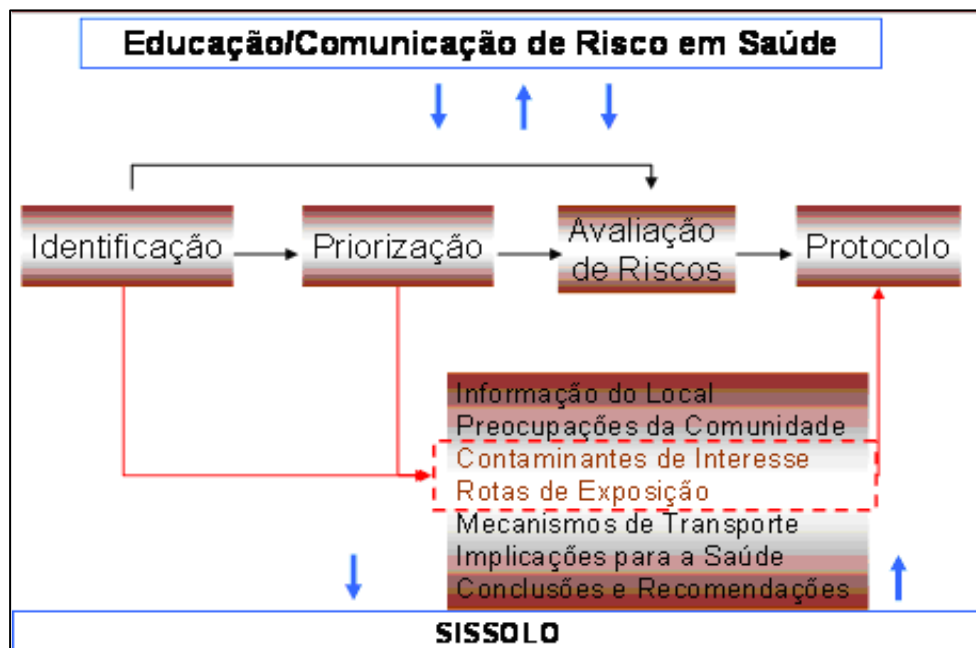 Educação/Comunicação de Risco em Saúde
Identificação
Priorização
Avaliação
de Riscos
Protocolo
Informação do Local
Preocupações da Comunidade
Contaminantes de Interesse
Rotas de Exposição
Mecanismos de Transporte
Implicações para a Saúde
Conclusões e Recomendações
SISSOLO